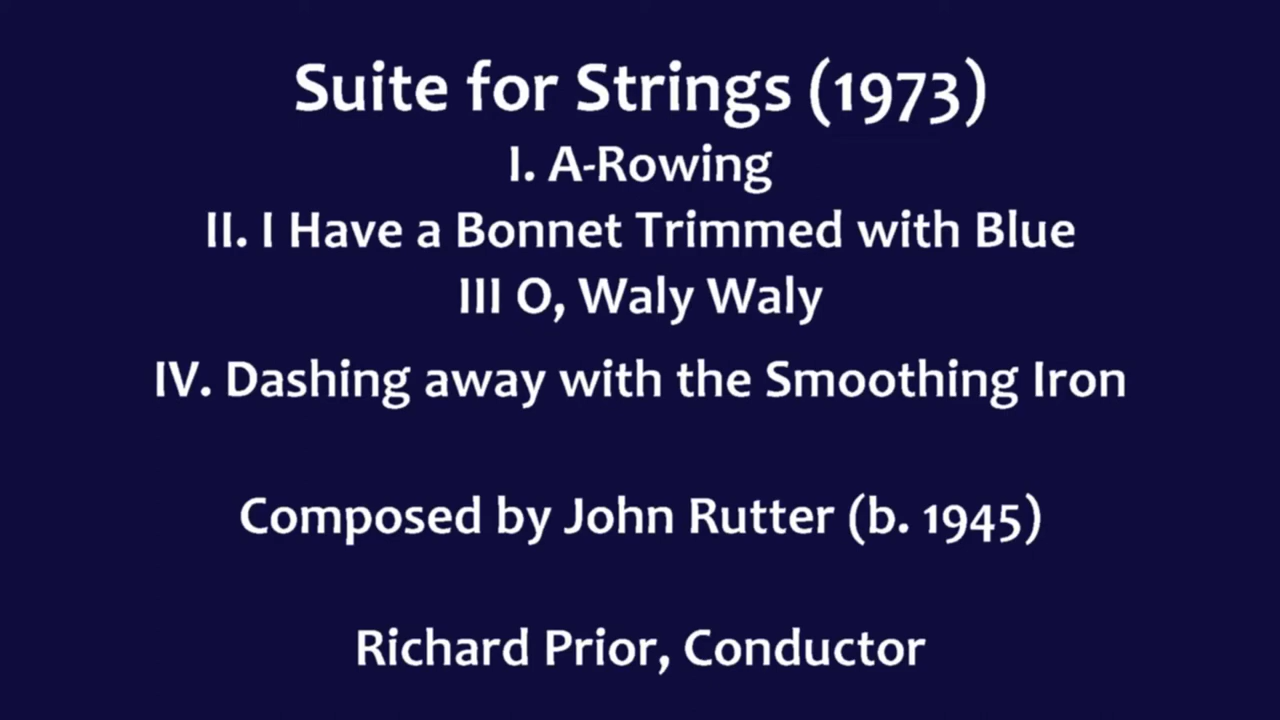 Suite for Strings (1973)
I. A-Rowing
II. I Have a Bonnet Trimmed with Blue
III O, Waly Waly
IV. Dashing away with the Smoothing Iron
Composed by John Rutter (b. 1945)
Richard Prior, Conductor